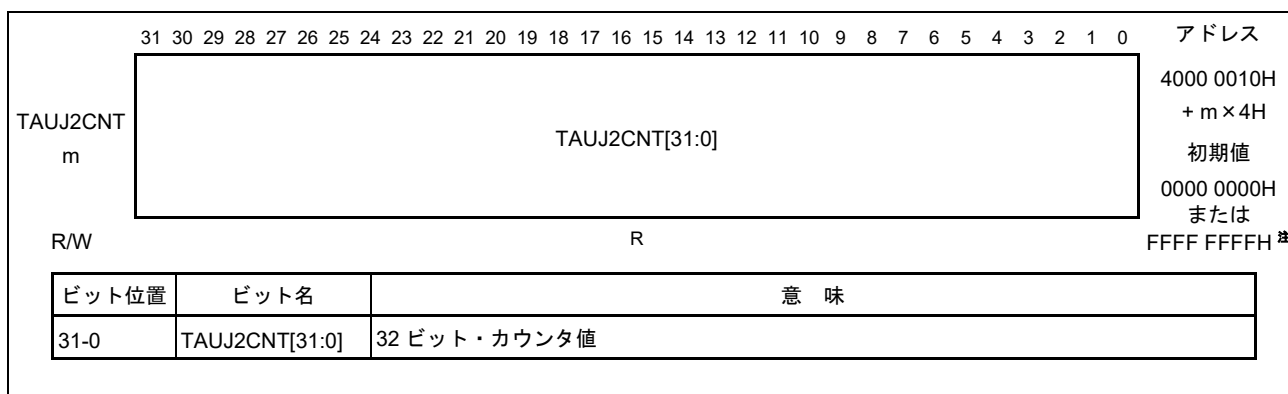 31 30 29 28 27 26 25 24 23 22 21 20 19 18 17 16 15 14 13 12 11 10 9 8 7 6 5 4 3 2 1 0
アドレス
TAUJ2CNT
m
TAUJ2CNT[31:0]
4000 0010H
+ m×4H
初期値
0000 0000H
または
FFFF FFFFH 注
R/W
R
ビット位置 ビット名 意 味
31-0 TAUJ2CNT[31:0] 32 ビット・カウンタ値